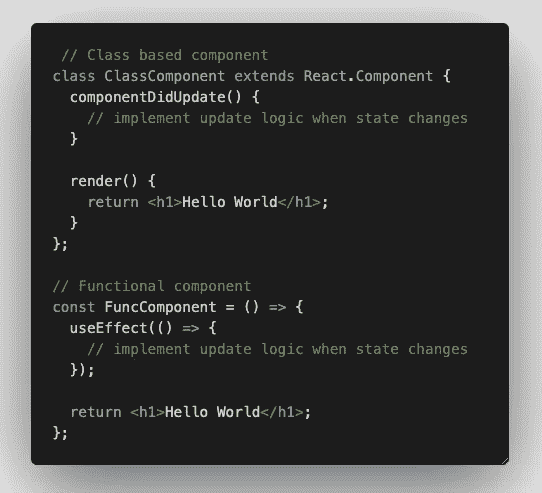 // Class based component
class ClassComponent extends React.Component {
componentDidUpdate() {
// implement update logic when state changes
}
render() {
return <h1>Hello World</h1>;
}
};
// Functional component
const FuncComponent = () => {
useEffect(() => {
// implement update logic when state changes
});
return <h1>Hello World</h1>;
};